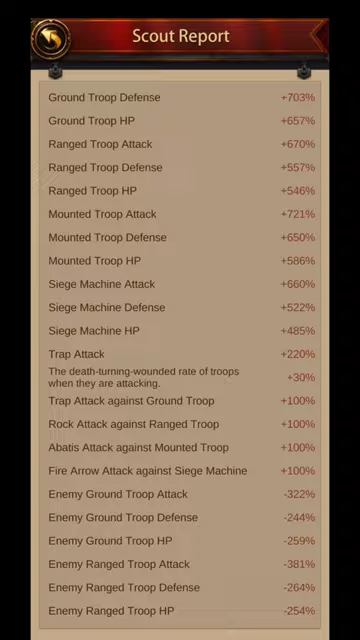 Scout Report
Ground Troop Defense +703%
Ground Troop HP +657%
Ranged Troop Attack +670%
Ranged Troop Defense +557%
Ranged Troop HP +546%
Mounted Troop Attack +721%
Mounted Troop Defense +650%
Mounted Troop HP +586%
Siege Machine Attack +660%
Siege Machine Defense +522%
Siege Machine HP +485%
Trap Attack +220%
The death-turning-wounded rate of troops
when they are attacking. +30%
Trap Attack against Ground Troop +100%
Rock Attack against Ranged Troop +100%
Abatis Attack against Mounted Troop +100%
Fire Arrow Attack against Siege Machine +100%
Enemy Ground Troop Attack -322%
Enemy Ground Troop Defense -244%
Enemy Ground Troop HP -259%
Enemy Ranged Troop Attack -381%
Enemy Ranged Troop Defense -264%
Enemy Ranged Troop HP -254%